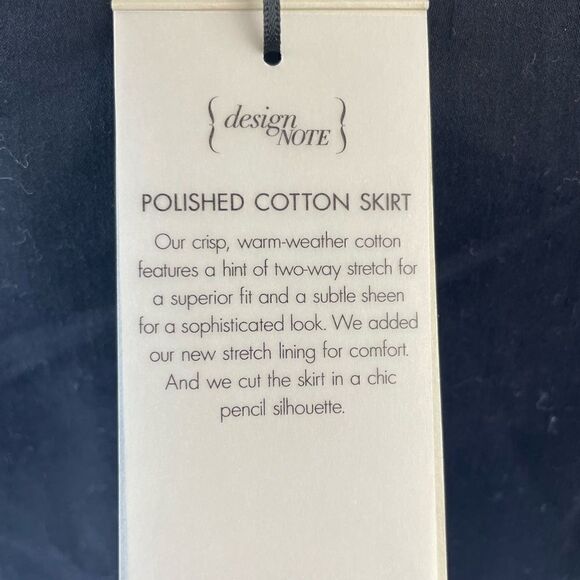 { design NOTE }
POLISHED COTTON SKIRT
Our crisp, warm-weather cotton
features a hint of two-way stretch for
a superior fit and a subtle sheen
for a sophisticated look. We added
our new stretch lining for comfort.
And we cut the skirt in a chic
pencil silhouette.